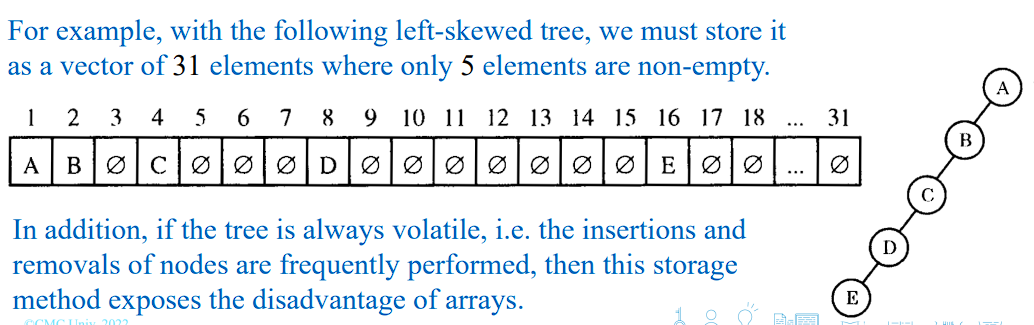 For example, with the following left-skewed tree, we must store it
as a vector of 31 elements where only 5 elements are non-empty.
1 2 3 4 5 6 7 8 9 10 11 12 13 14 15 16 17 18 ... 31
A B ∅ C ∅ ∅ ∅ D ∅ ∅ ∅ ∅ ∅ ∅ ∅ E ∅ ∅ ... ∅
A
B
C
D
E
In addition, if the tree is always volatile, i.e. the insertions and
removals of nodes are frequently performed, then this storage
method exposes the disadvantage of arrays.
©CMC Univ. 2022